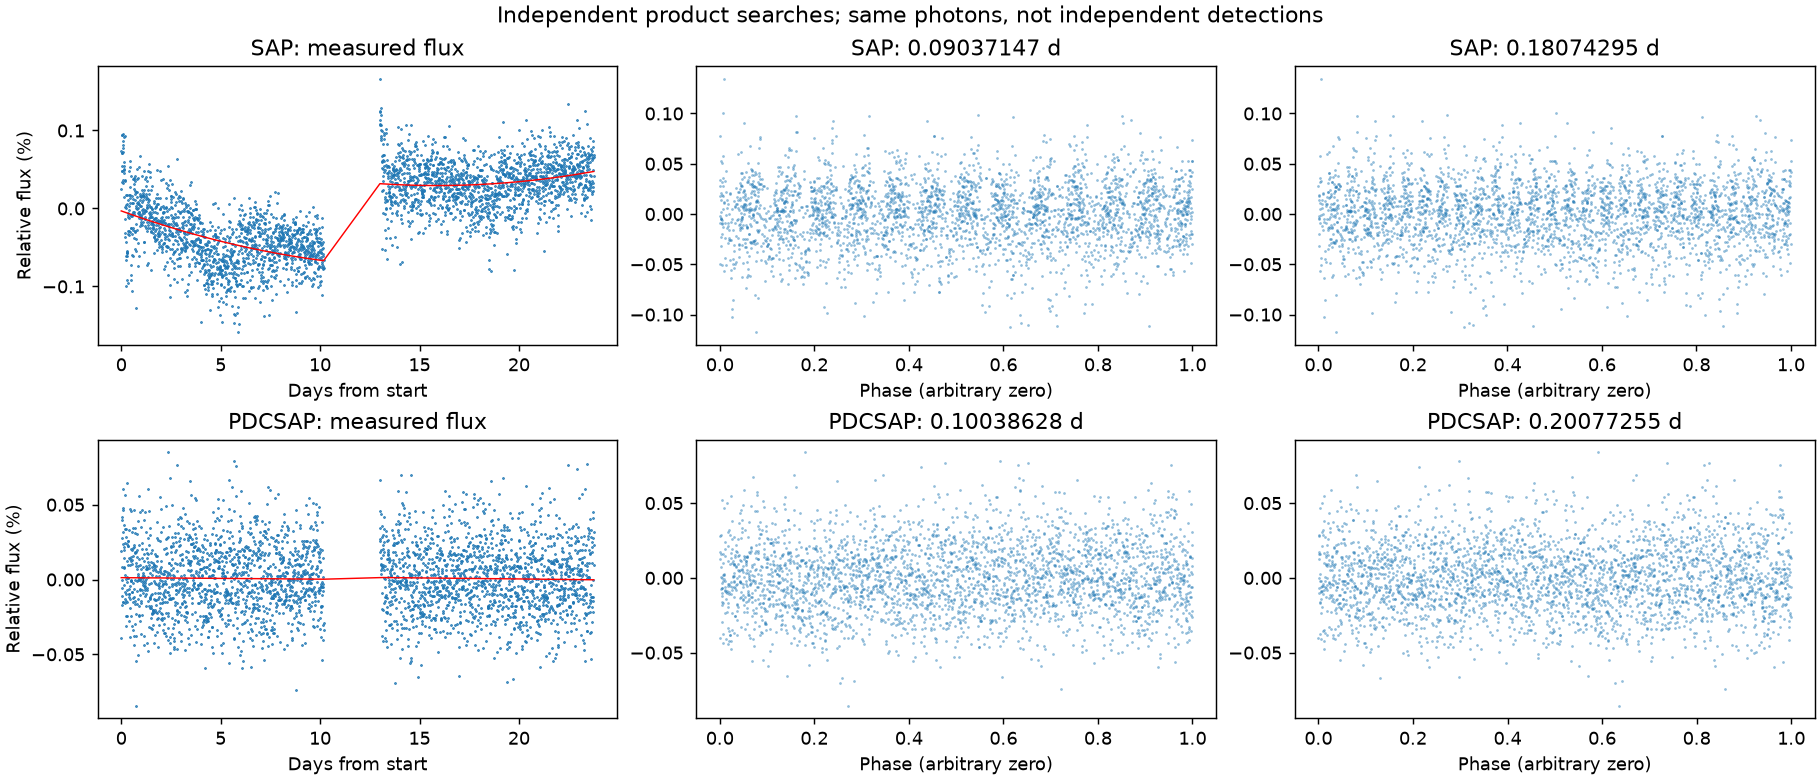 Independent product searches; same photons, not independent detections
SAP: measured flux
SAP: 0.09037147 d
SAP: 0.18074295 d
Relative flux (%)
0.1
0.0
−0.1
0 5 10 15 20
Days from start
0.10
0.05
0.00
−0.05
−0.10
0.0 0.2 0.4 0.6 0.8 1.0
Phase (arbitrary zero)
0.10
0.05
0.00
−0.05
−0.10
0.0 0.2 0.4 0.6 0.8 1.0
Phase (arbitrary zero)
PDCSAP: measured flux
PDCSAP: 0.10038628 d
PDCSAP: 0.20077255 d
Relative flux (%)
0.05
0.00
−0.05
0 5 10 15 20
Days from start
0.05
0.00
−0.05
0.0 0.2 0.4 0.6 0.8 1.0
Phase (arbitrary zero)
0.05
0.00
−0.05
0.0 0.2 0.4 0.6 0.8 1.0
Phase (arbitrary zero)